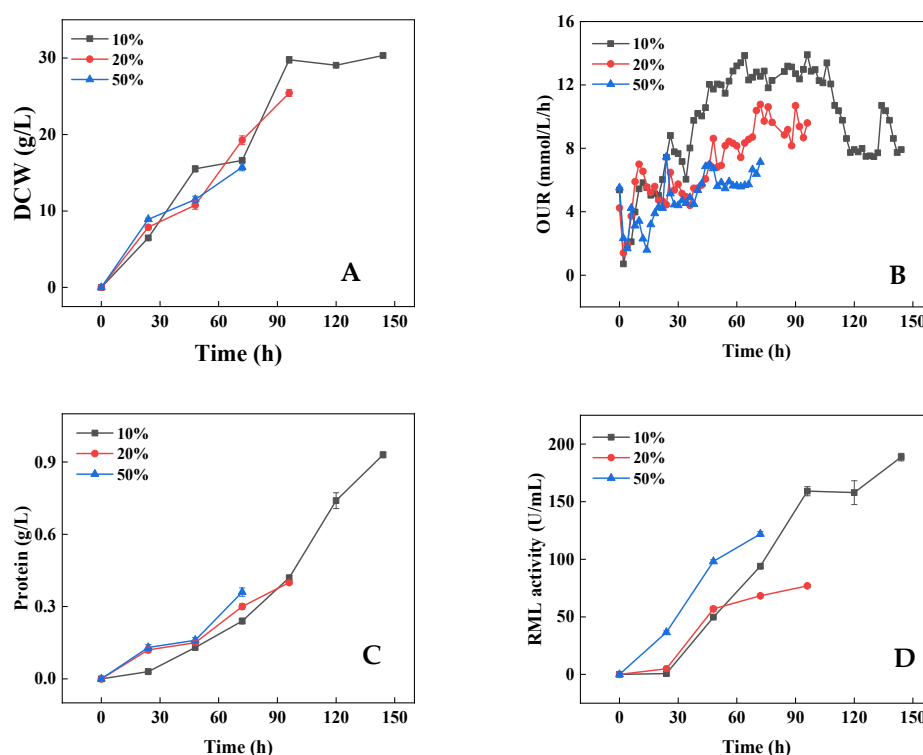 10%
20%
50%
DCW (g/L)
30
20
10
0
0 30 60 90 120 150
Time (h)
A
10%
20%
50%
OUR (mmol/L/h)
16
12
8
4
0
0 30 60 90 120 150
Time (h)
B
10%
20%
50%
Protein (g/L)
0.9
0.6
0.3
0.0
0 30 60 90 120 150
Time (h)
C
10%
20%
50%
RML activity (U/mL)
200
150
100
50
0
0 30 60 90 120 150
Time (h)
D